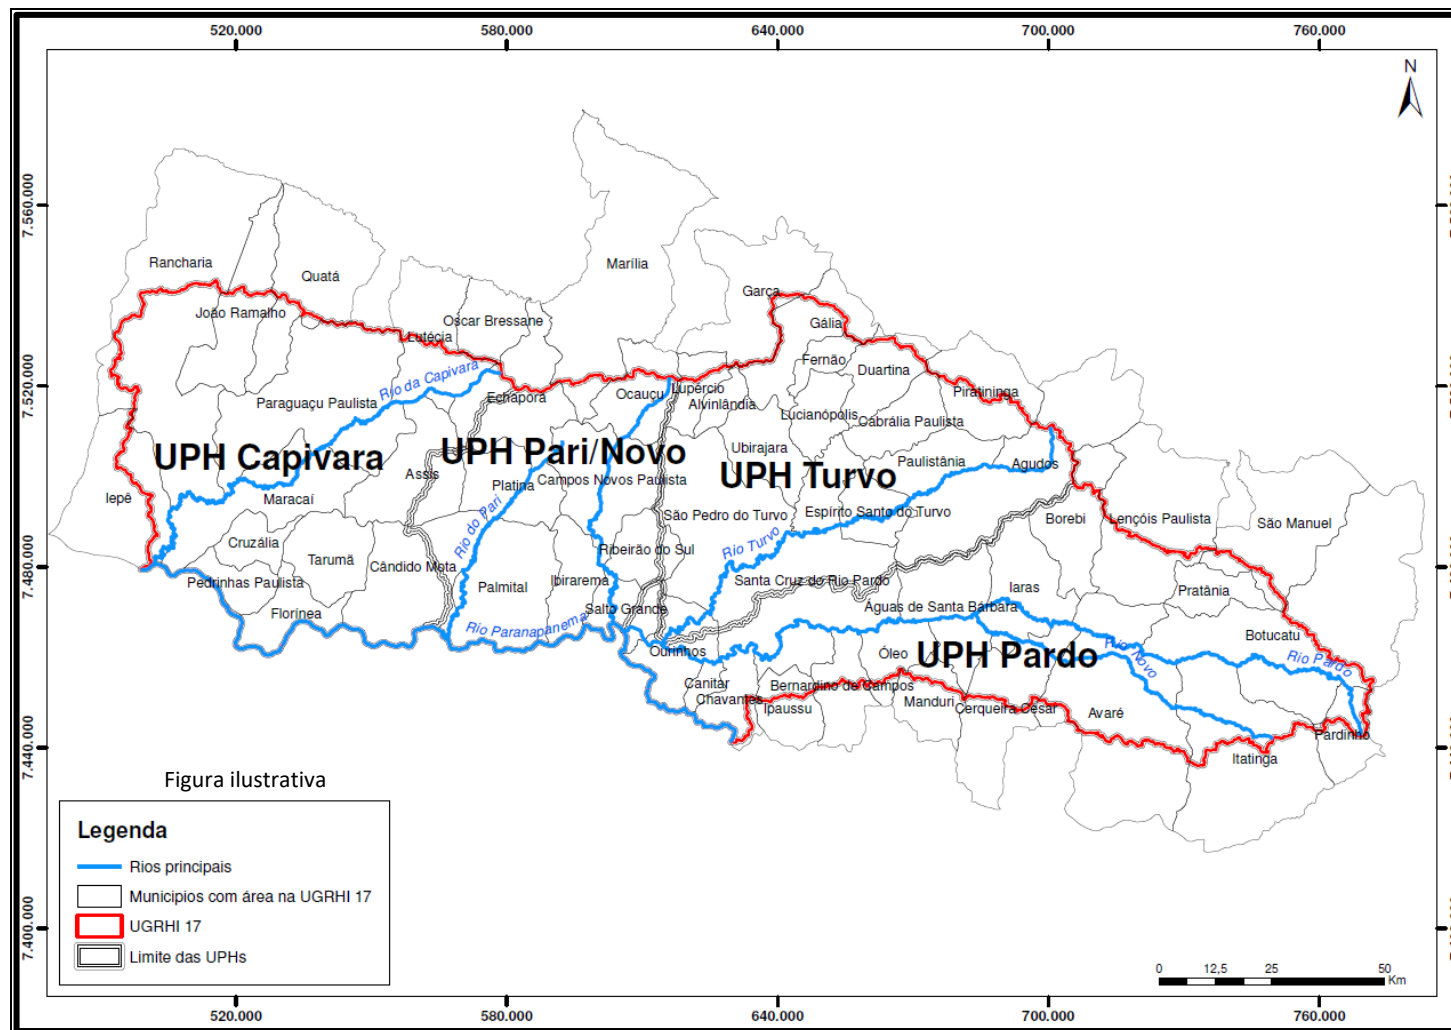 520.000
580.000
640.000
700.000
760.000
N
7.560.000
7.520.000
7.480.000
7.440.000
7.400.000
Marília
Rancharia
Quatá
Garça
João Ramalho
Oscar Bressane
Gália
Lutécia
Fernão
Duartina
Rio da Capivara
Echaporã
Ocauçu
Lupércio
Alvinlândia
Piratininga
Paraguaçu Paulista
Lucianópolis
Cabrália Paulista
UPH Capivara
UPH Pari/Novo
Ubirajara
UPH Turvo
Paulistânia
Agudos
Assis
Platina
Campos Novos Paulista
Iepê
Maracaí
São Pedro do Turvo
Espírito Santo do Turvo
Borebi
Lençóis Paulista
São Manuel
Rio do Pari
Cruzália
Tarumã
Cândido Mota
Ribeirão do Sul
Rio Turvo
Pedrinhas Paulista
Palmital
Ibirarema
Santa Cruz do Rio Pardo
Iaras
Pratânia
Florínea
Salto Grande
Águas de Santa Bárbara
Rio Paranapanema
Botucatu
Ourinhos
Óleo
UPH Pardo
Rio Novo
Rio Pardo
Canitar
Chavantes
Bernardino de Campos
Ipaussu
Manduri
Cerqueira César
Avaré
Pardinho
Itatinga
Figura ilustrativa
Legenda
Rios principais
Municipios com área na UGRHI 17
UGRHI 17
Limite das UPHs
0
12,5
25
50
Km
520.000
580.000
640.000
700.000
760.000